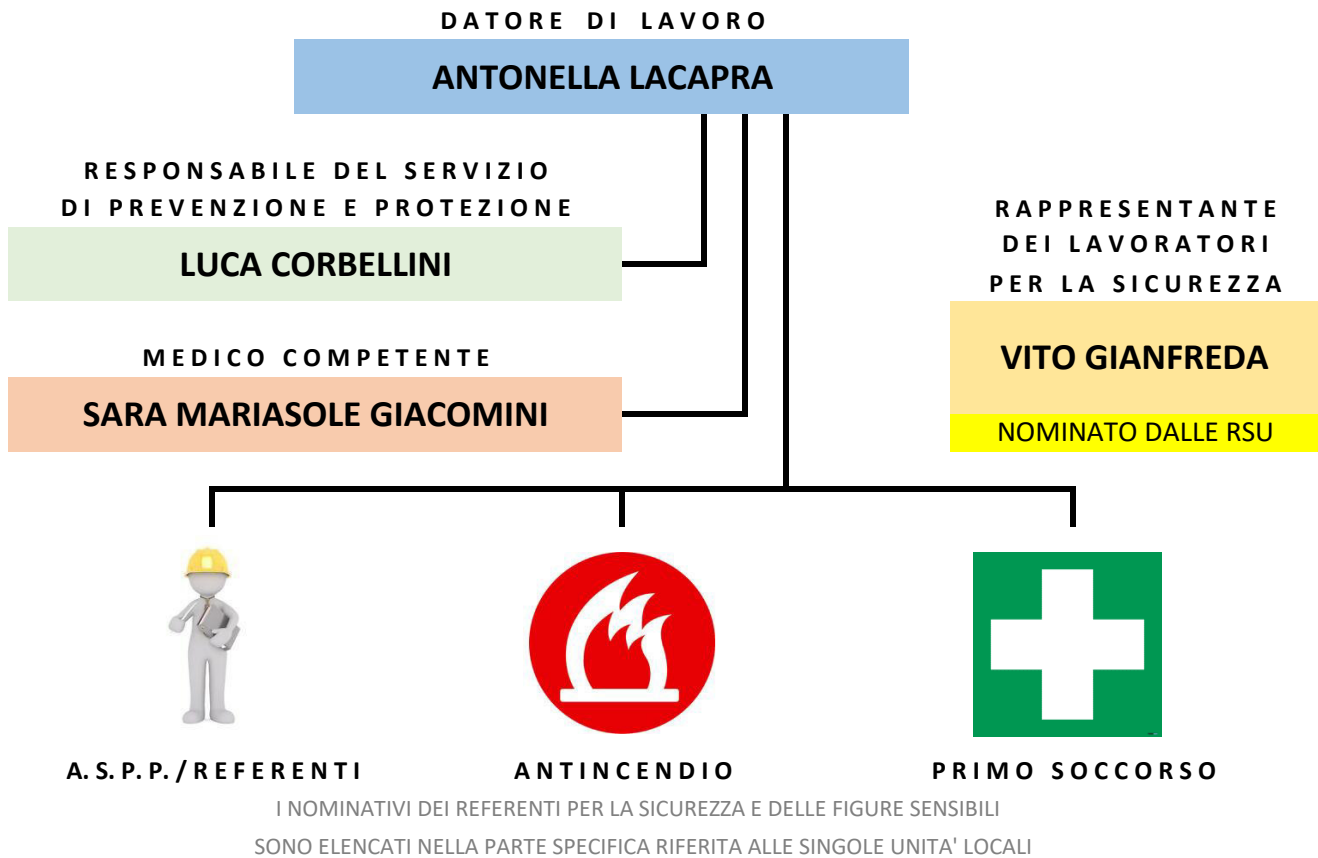 DATORE DI LAVORO
ANTONELLA LACAPRA
RESPONSABILE DEL SERVIZIO
DI PREVENZIONE E PROTEZIONE
LUCA CORBELLINI
MEDICO COMPETENTE
SARA MARIASOLE GIACOMINI
RAPPRESENTANTE
DEI LAVORATORI
PER LA SICUREZZA
VITO GIANFREDA
NOMINATO DALLE RSU
A.S.P.P./REFERENTI
ANTINCENDIO
PRIMO SOCCORSO
I NOMINATIVI DEI REFERENTI PER LA SICUREZZA E DELLE FIGURE SENSIBILI
SONO ELENCATI NELLA PARTE SPECIFICA RIFERITA ALLE SINGOLE UNITA' LOCALI